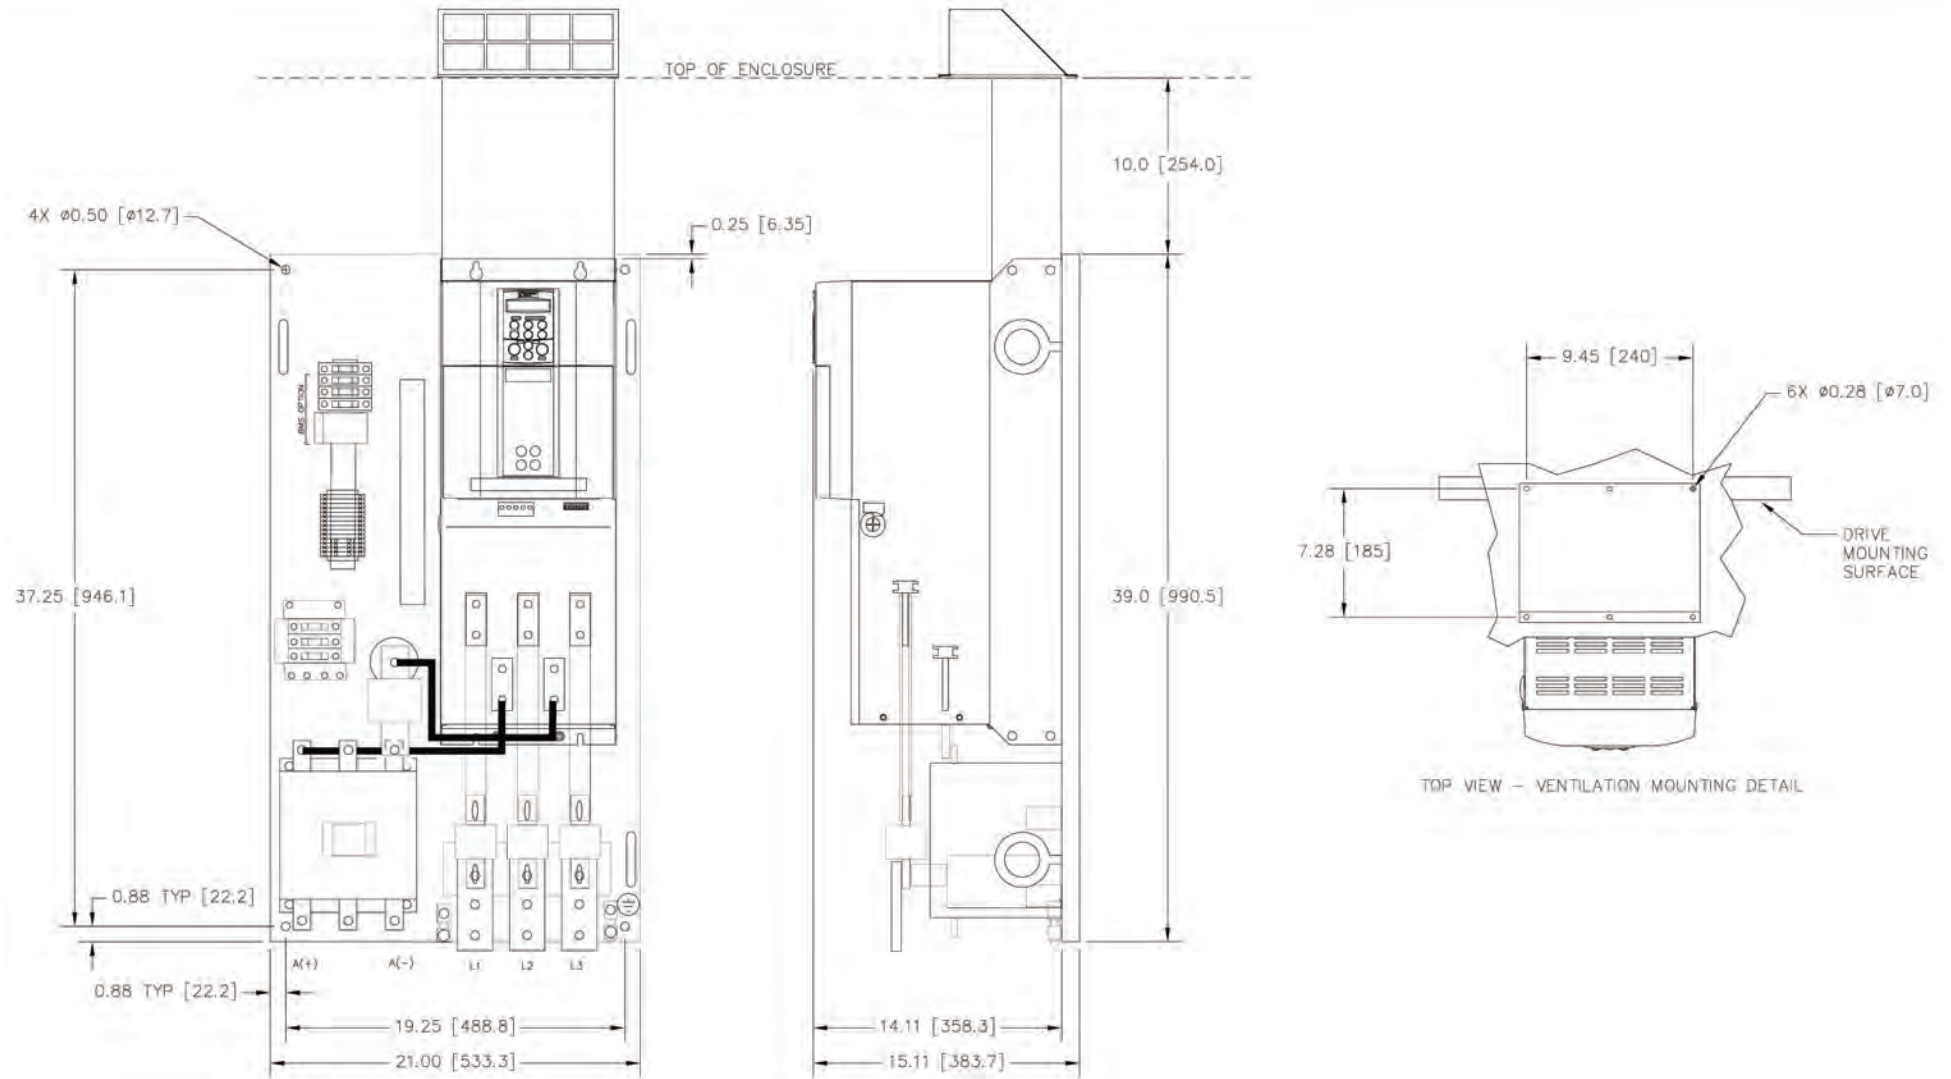 TOP OF ENCLOSURE
10.0 [254.0]
4X ø0.50 [ø12.7]
0.25 [6.35]
9.45 [240]
6X ø0.28 [ø7.0]
BMS OPTION
DRIVE
MOUNTING
SURFACE
7.28 [185]
37.25 [946.1]
39.0 [990.5]
TOP VIEW - VENTILATION MOUNTING DETAIL
0.88 TYP [22.2]
A(+)
A(-)
L1
L2
L3
0.88 TYP [22.2]
19.25 [488.8]
14.11 [358.3]
21.00 [533.3]
15.11 [383.7]